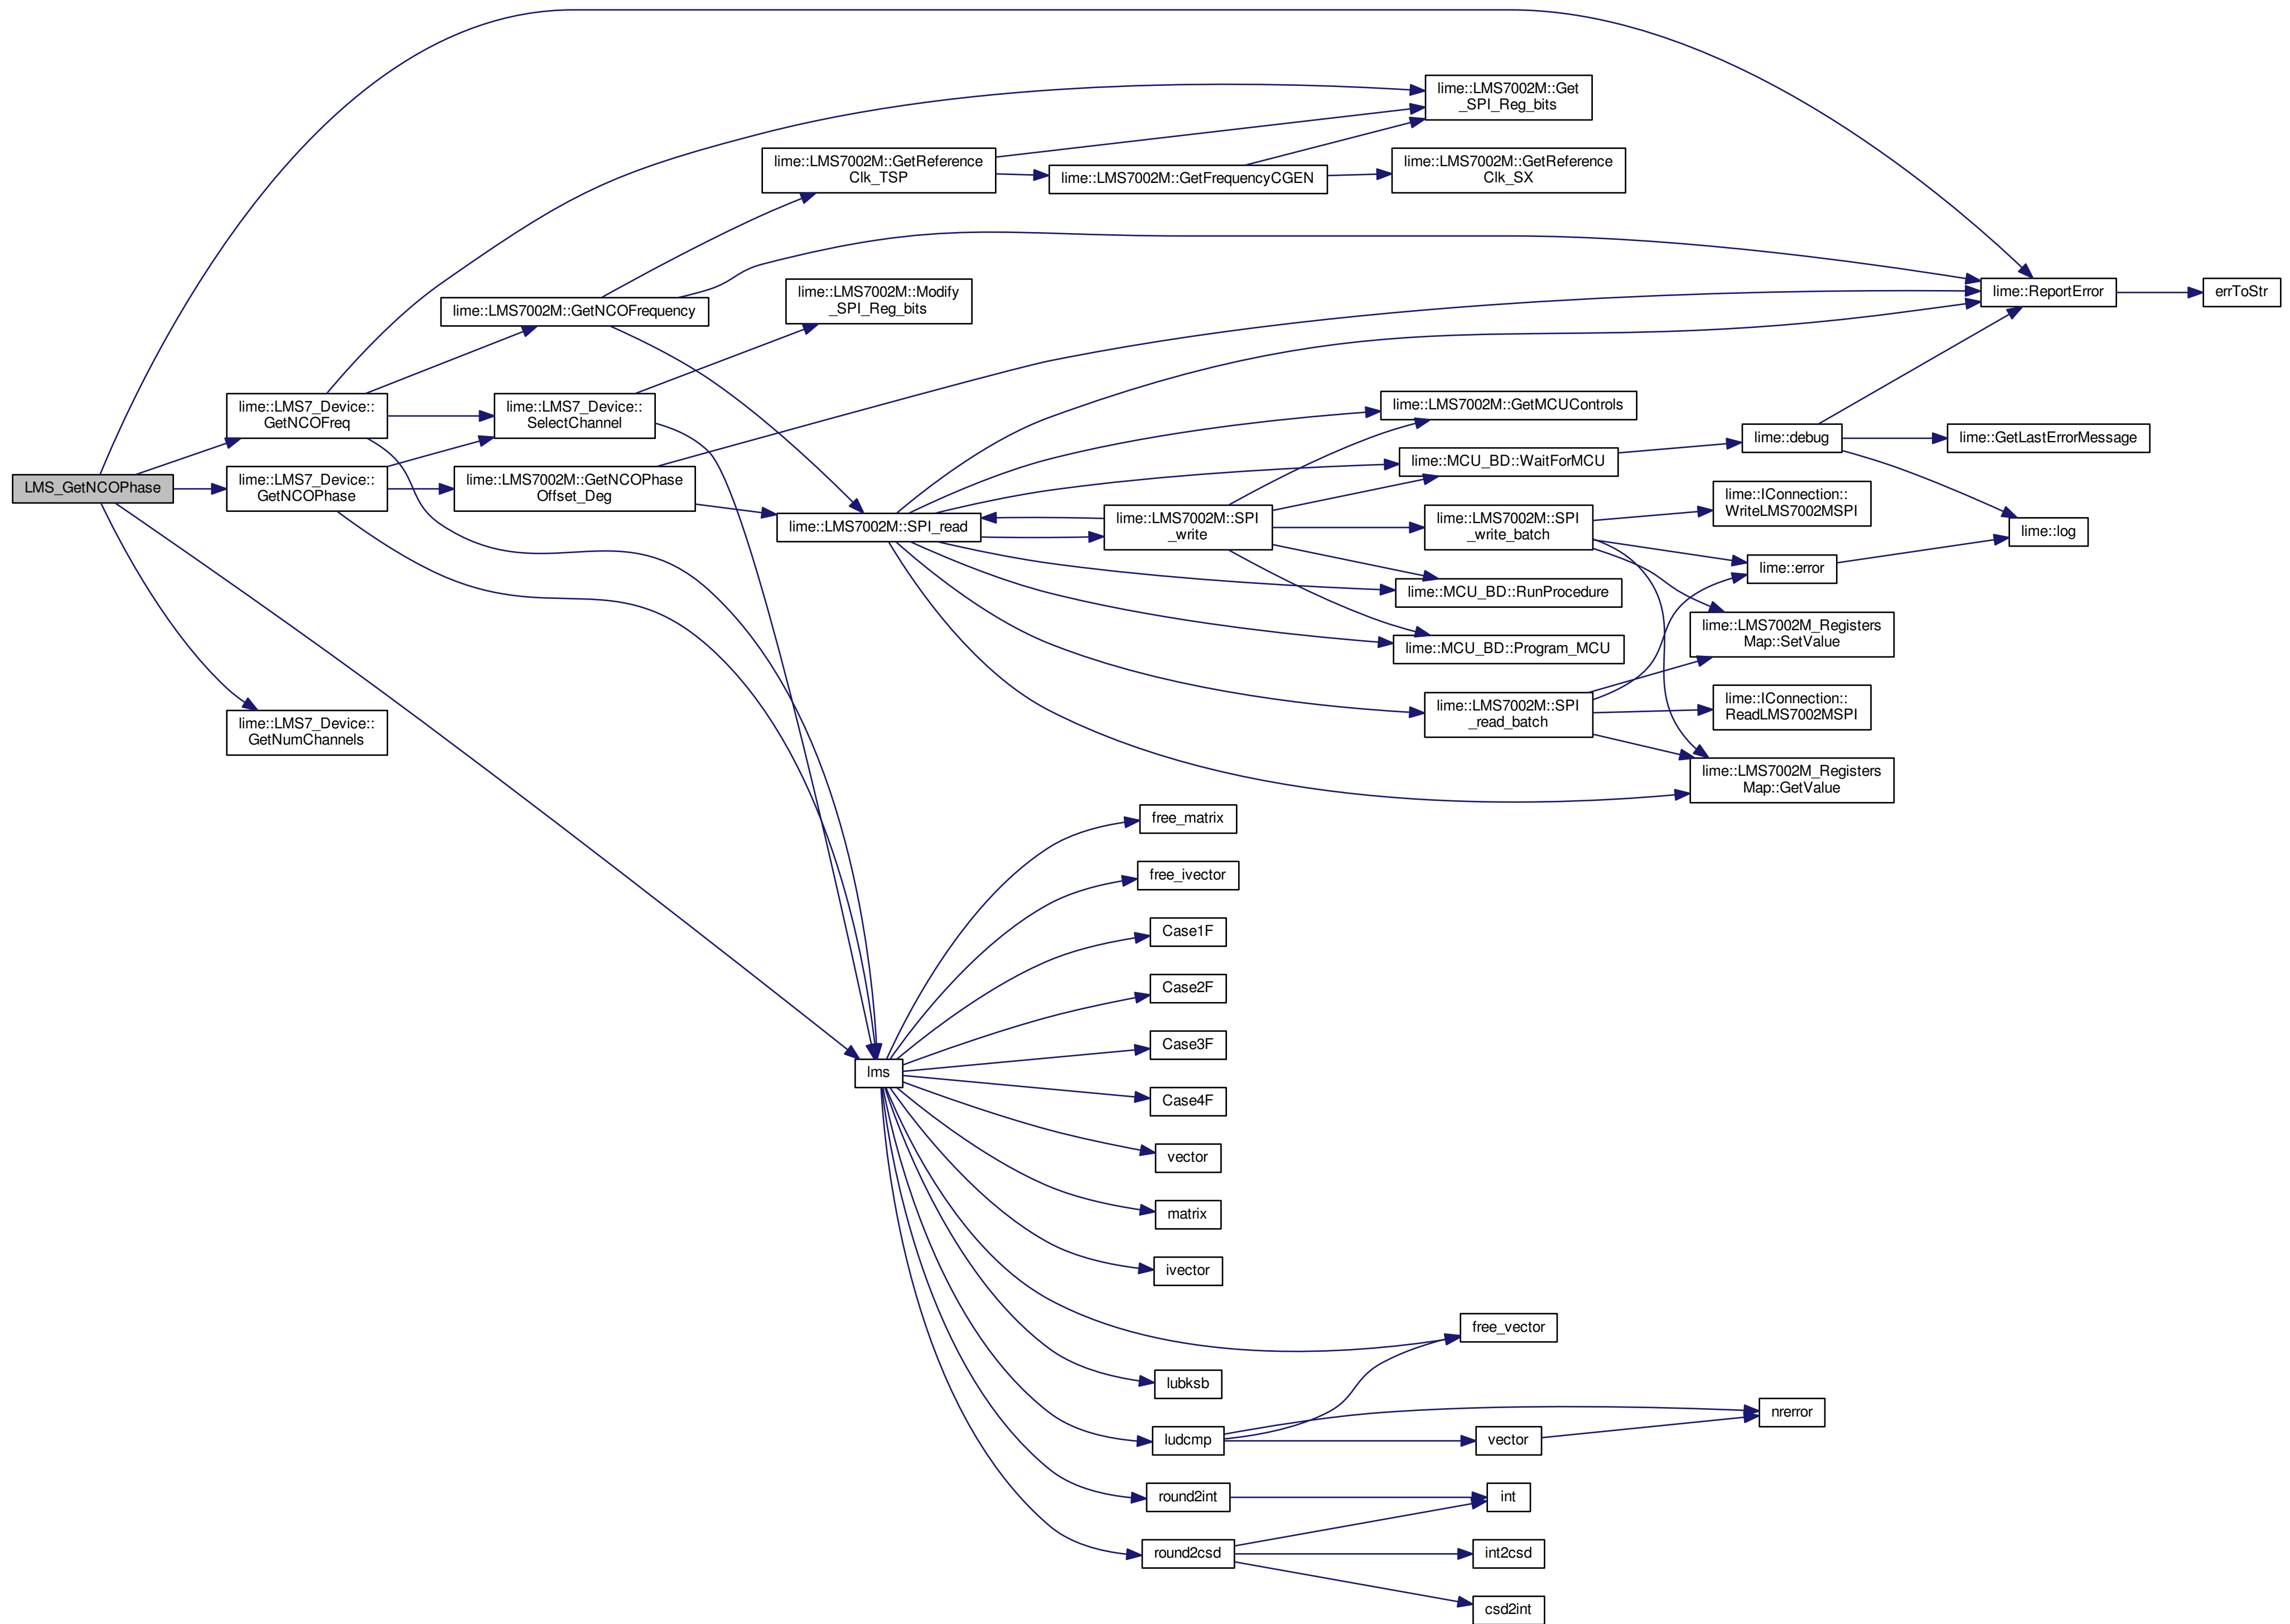 lime::LMS7002M::Get
_SPI_Reg_bits
lime::LMS7002M::GetReference
Clk_TSP
lime::LMS7002M::GetFrequencyCGEN
lime::LMS7002M::GetReference
Clk_SX
lime::LMS7002M::Modify
_SPI_Reg_bits
lime::LMS7002M::GetNCOFrequency
lime::ReportError
errToStr
lime::LMS7_Device::
GetNCOFreq
lime::LMS7_Device::
SelectChannel
lime::LMS7002M::GetMCUControls
lime::debug
lime::GetLastErrorMessage
lime::MCU_BD::WaitForMCU
LMS_GetNCOPhase
lime::LMS7_Device::
GetNCOPhase
lime::LMS7002M::GetNCOPhase
Offset_Deg
lime::LMS7002M::SPI_read
lime::LMS7002M::SPI
_write
lime::LMS7002M::SPI
_write_batch
lime::IConnection::
WriteLMS7002MSPI
lime::log
lime::error
lime::MCU_BD::RunProcedure
lime::LMS7002M_Registers
Map::SetValue
lime::MCU_BD::Program_MCU
lime::LMS7002M::SPI
_read_batch
lime::IConnection::
ReadLMS7002MSPI
lime::LMS7_Device::
GetNumChannels
lime::LMS7002M_Registers
Map::GetValue
free_matrix
free_ivector
Case1F
Case2F
Case3F
lms
Case4F
vector
matrix
ivector
free_vector
lubksb
nrerror
ludcmp
vector
round2int
int
round2csd
int2csd
csd2int